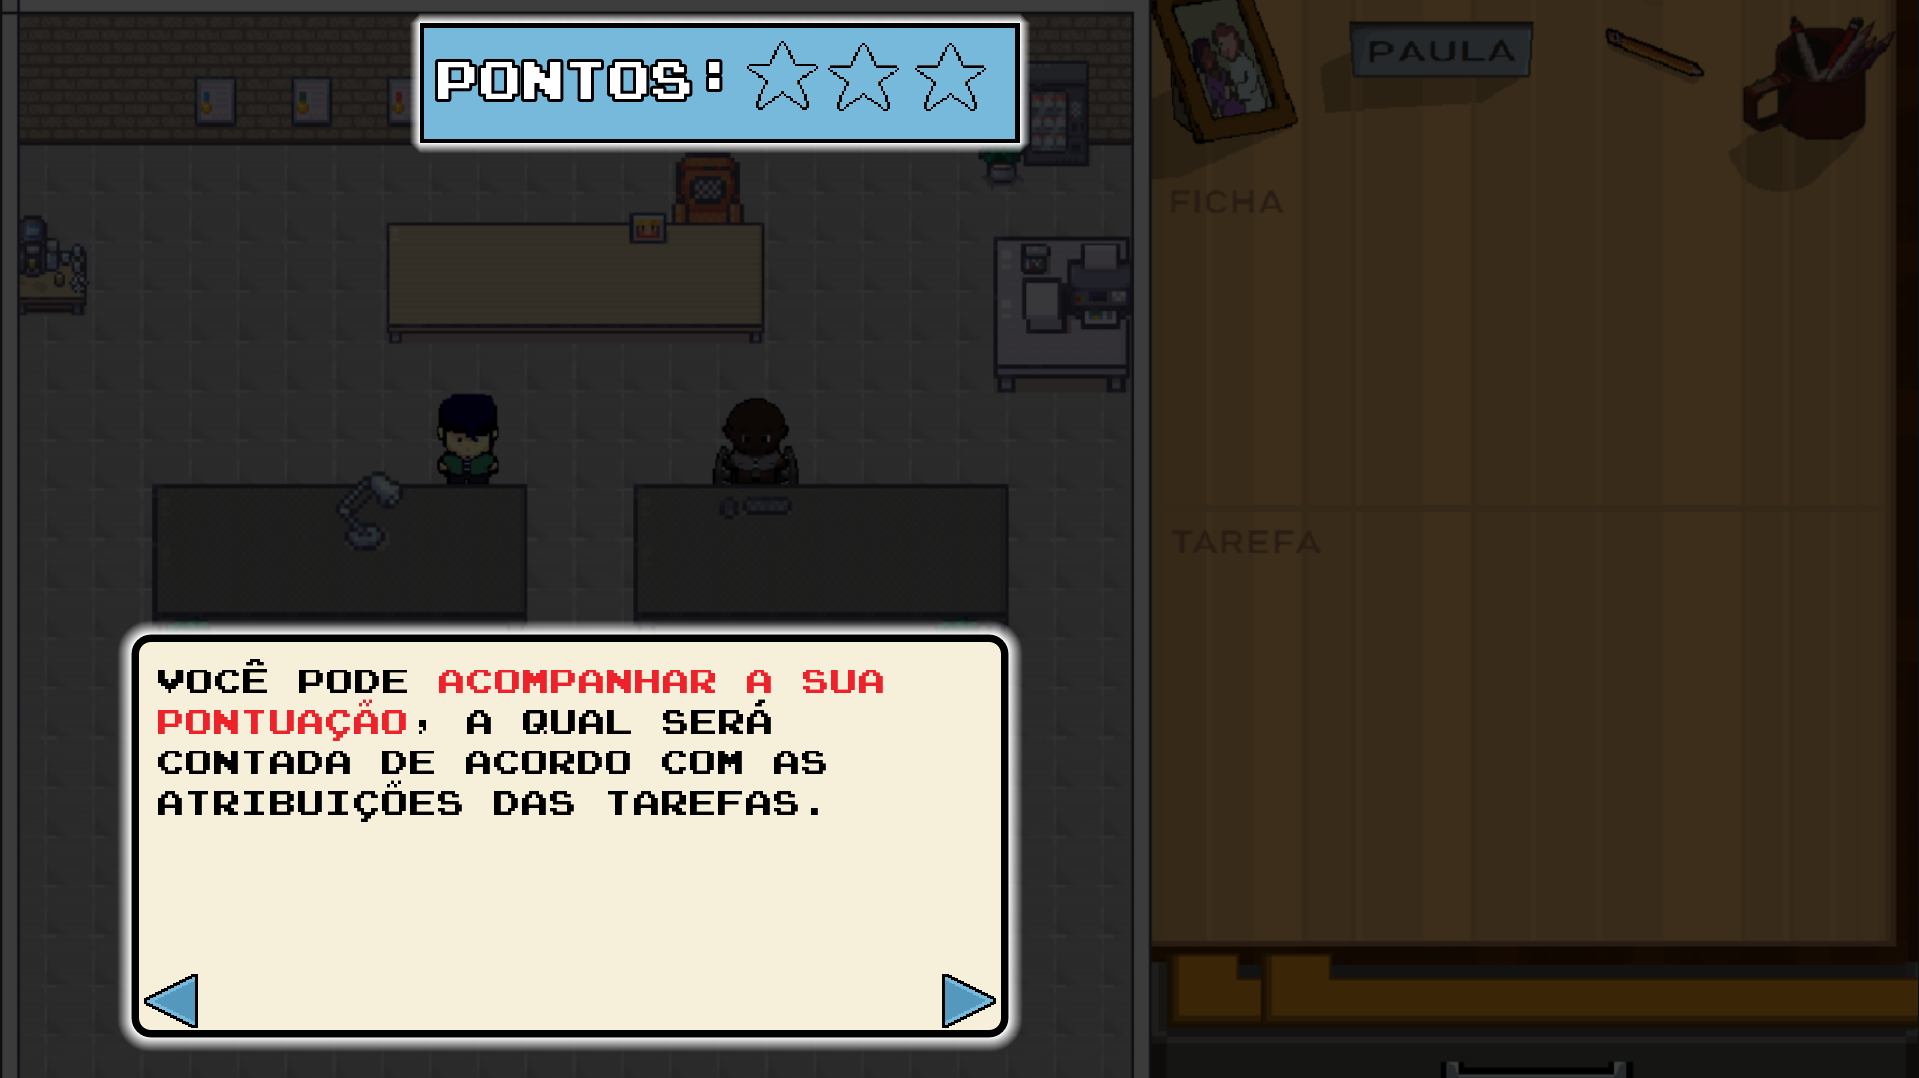 PONTOS:
PAULA
FICHA
TAREFA
VOCÊ PODE ACOMPANHAR A SUA
PONTUAÇÃO, A QUAL SERÁ
CONTADA DE ACORDO COM AS
ATRIBUIÇÕES DAS TAREFAS.